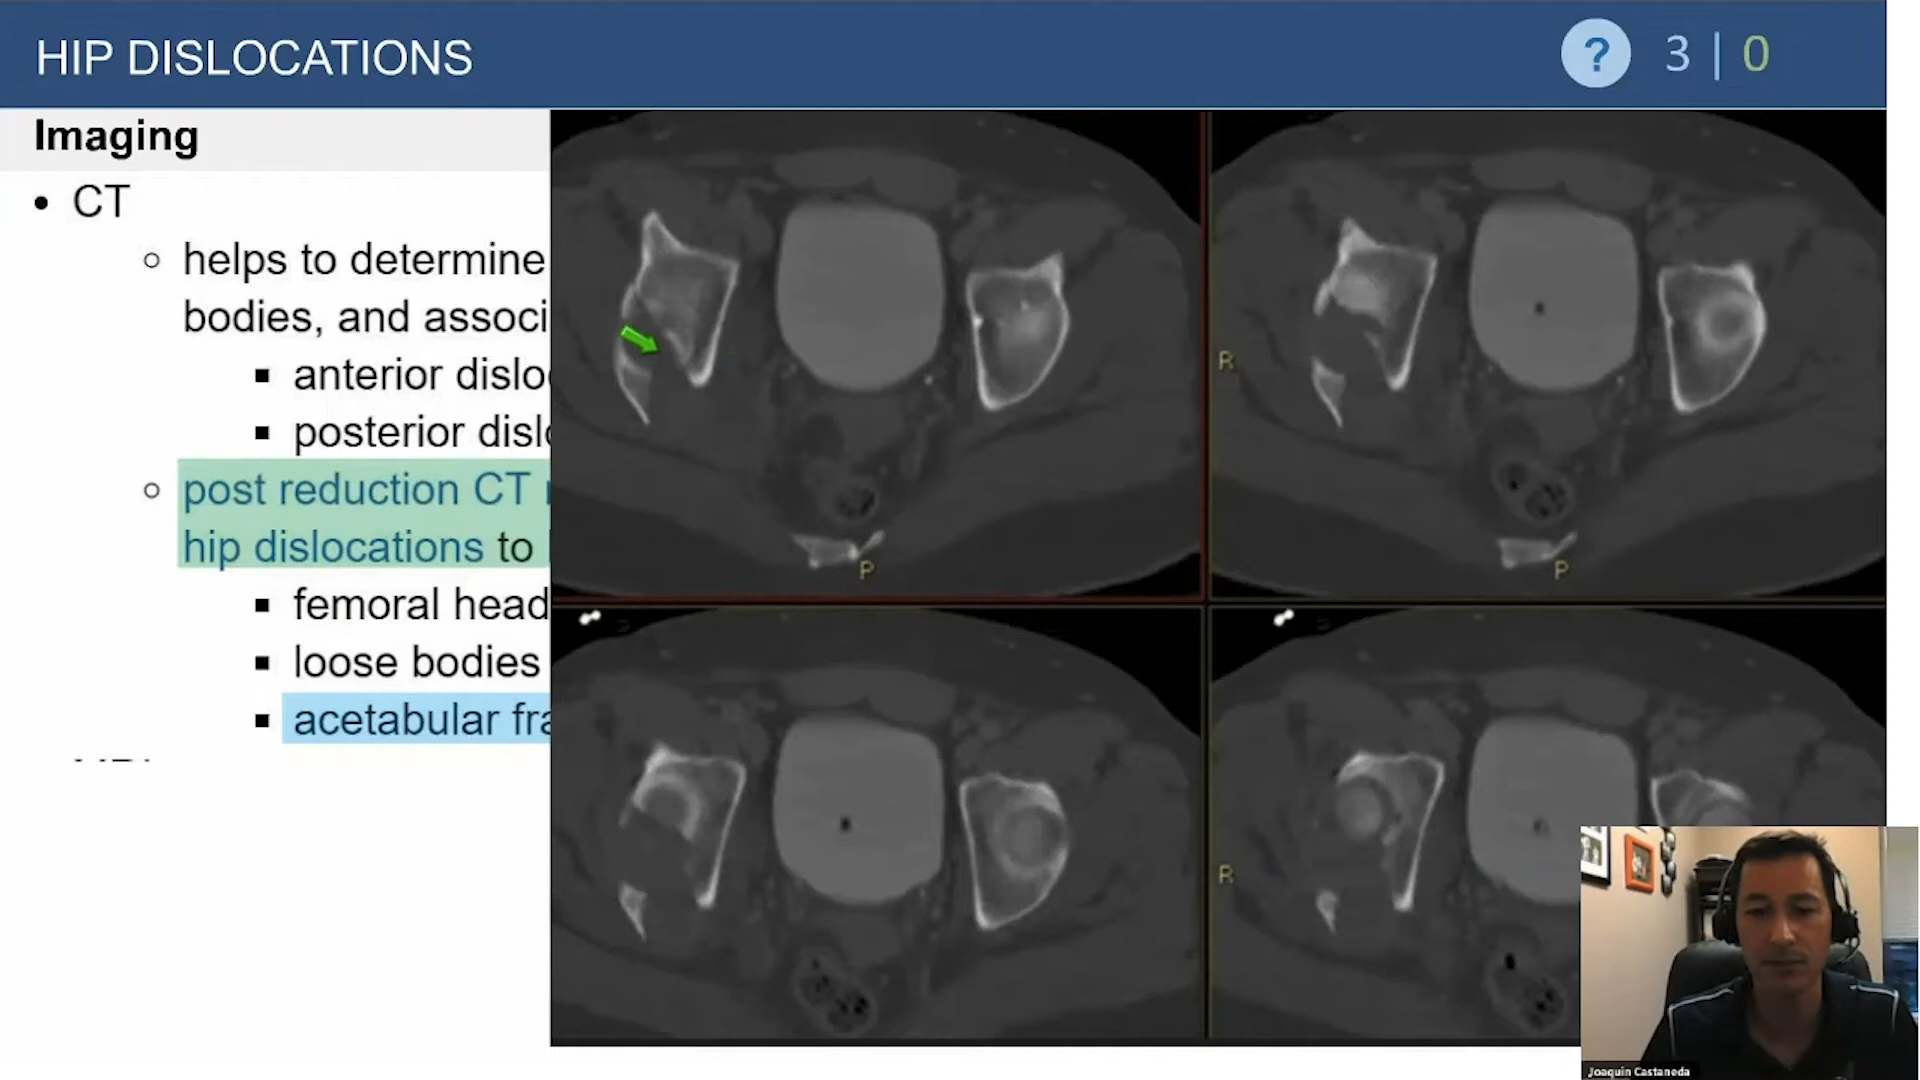 HIP DISLOCATIONS
? 3 | 0
Imaging
• CT
helps to determine
bodies, and associ
anterior dislo
posterior disl
post reduction CT
hip dislocations to
femoral head
loose bodies
acetabular fra
R
P
P
R
Joaquin Castaneda